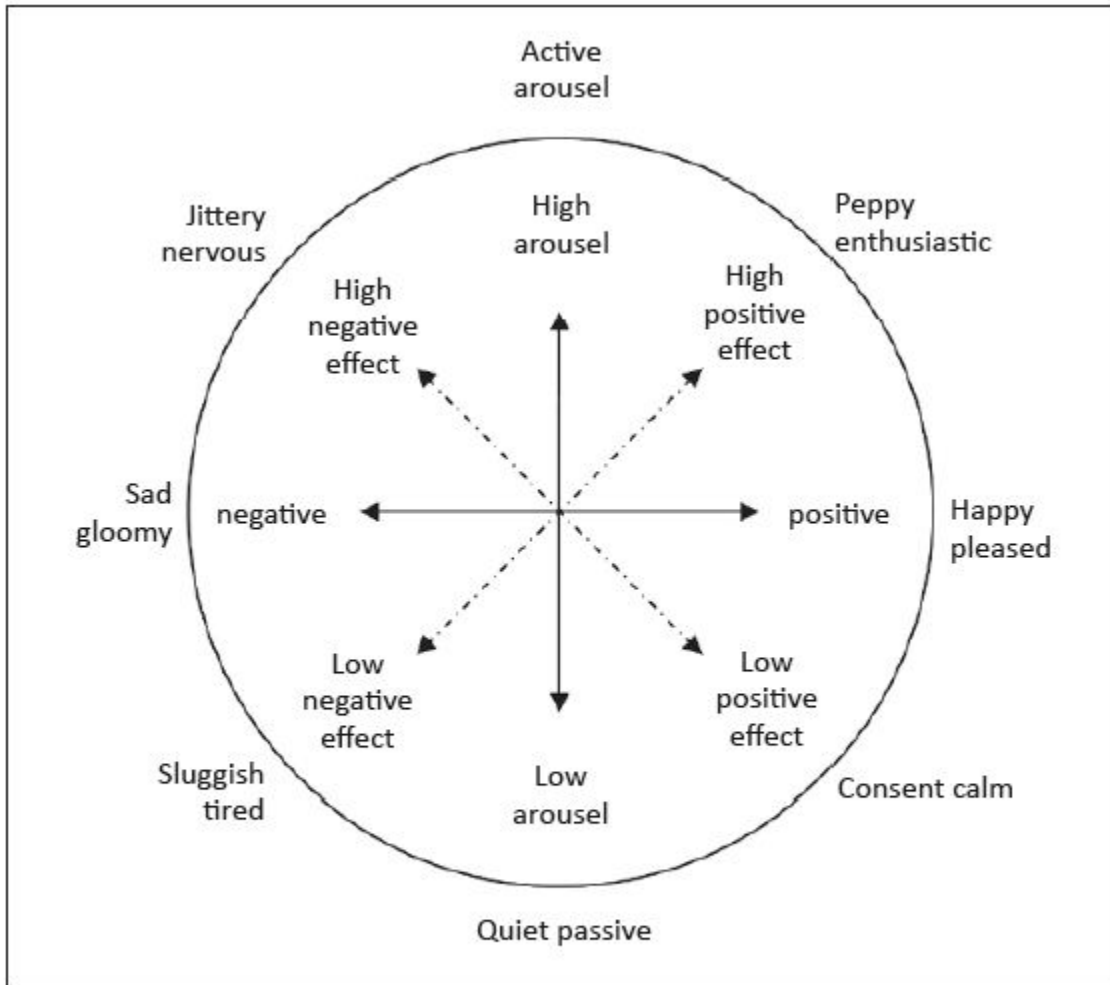 Active
arousel
Jittery
nervous
High
arousel
Peppy
enthusiastic
High
negative
effect
High
positive
effect
Sad
gloomy
negative
positive
Happy
pleased
Low
negative
effect
Low
positive
effect
Sluggish
tired
Low
arousel
Consent calm
Quiet passive